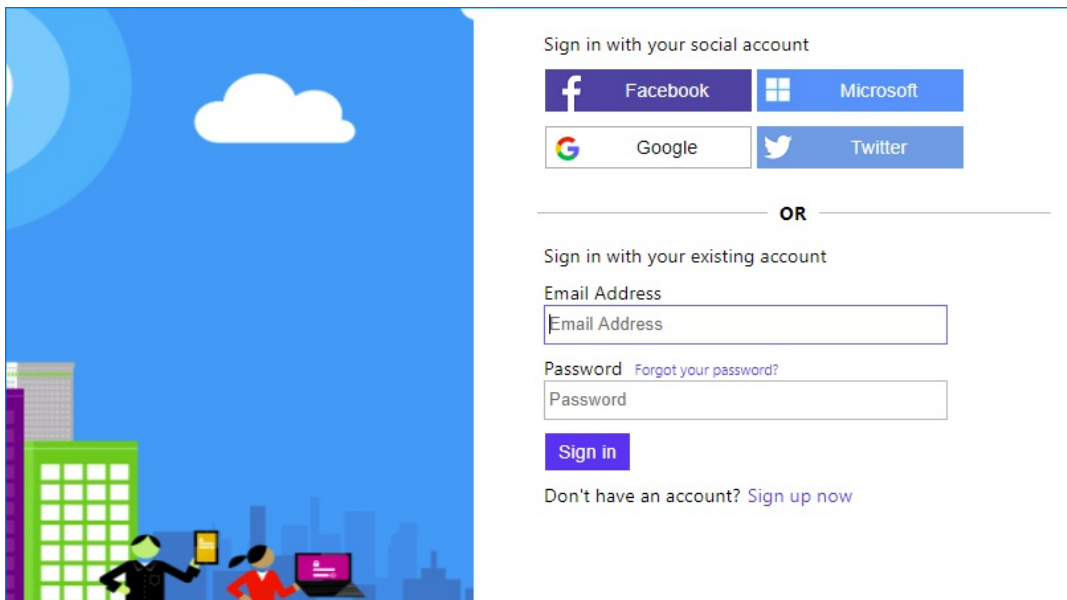 Sign in with your social account
Facebook Microsoft
Google Twitter
OR
Sign in with your existing account
Email Address
Email Address
Password Forgot your password?
Password
Sign in
Don't have an account? Sign up now